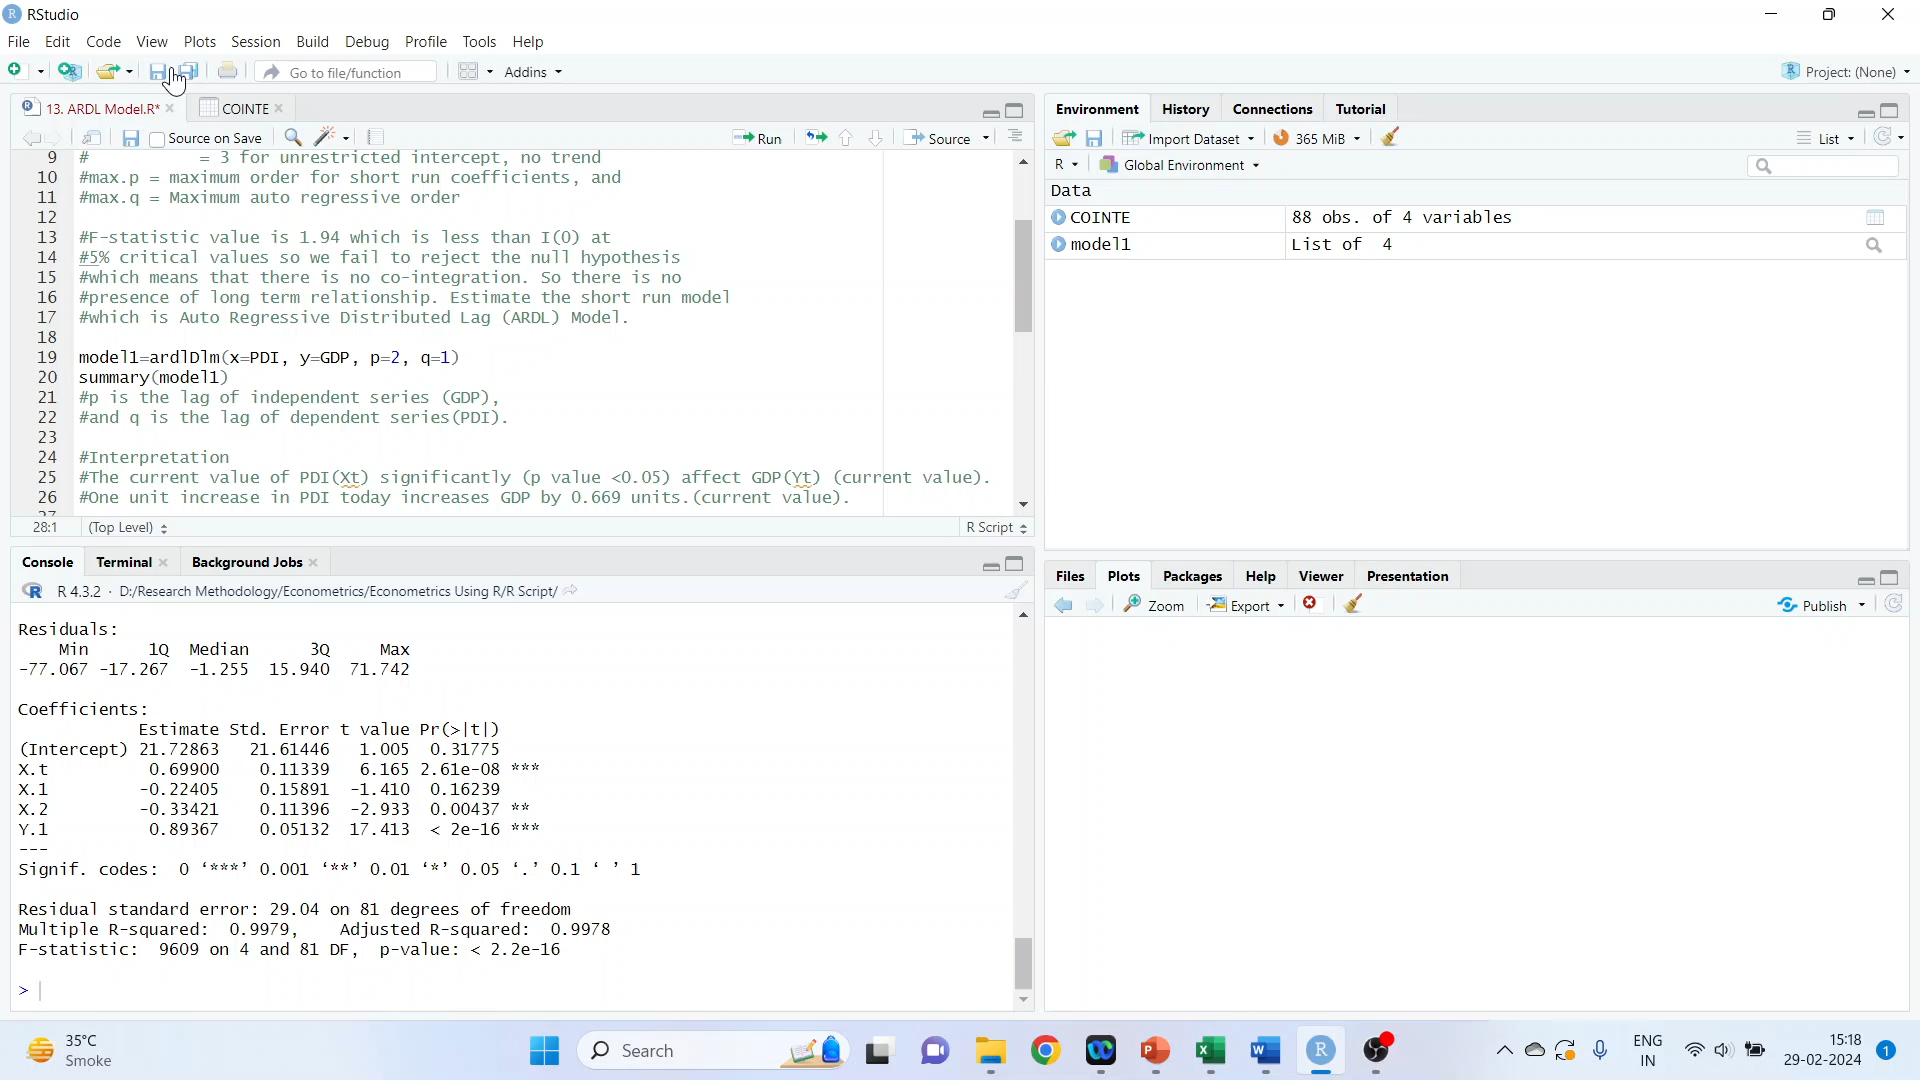 RStudio
File Edit Code View Plots Session Build Debug Profile Tools Help
Go to file/function Addins Project: (None)
13. ARDL Model.R* COINTE
Source on Save Run Source
9 # = 3 for unrestricted intercept, no trend
10 #max.p = maximum order for short run coefficients, and
11 #max.q = Maximum auto regressive order
12
13 #F-statistic value is 1.94 which is less than I(0) at
14 #5% critical values so we fail to reject the null hypothesis
15 #which means that there is no co-integration. So there is no
16 #presence of long term relationship. Estimate the short run model
17 #which is Auto Regressive Distributed Lag (ARDL) Model.
18
19 model1=ardlDlm(x=PDI, y=GDP, p=2, q=1)
20 summary(model1)
21 #p is the lag of independent series (GDP),
22 #and q is the lag of dependent series(PDI).
23
24 #Interpretation
25 #The current value of PDI(Xt) significantly (p value <0.05) affect GDP(Yt) (current value).
26 #One unit increase in PDI today increases GDP by 0.669 units.(current value).
27
28:1 (Top Level) R Script
Console Terminal Background Jobs
R 4.3.2 · D:/Research Methodology/Econometrics/Econometrics Using R/R Script/
Residuals:
Min 1Q Median 3Q Max
-77.067 -17.267 -1.255 15.940 71.742
Coefficients:
Estimate Std. Error t value Pr(>|t|)
(Intercept) 21.72863 21.61446 1.005 0.31775
X.t 0.69900 0.11339 6.165 2.61e-08 ***
X.1 -0.22405 0.15891 -1.410 0.16239
X.2 -0.33421 0.11396 -2.933 0.00437 **
Y.1 0.89367 0.05132 17.413 < 2e-16 ***
---
Signif. codes: 0 ‘***’ 0.001 ‘**’ 0.01 ‘*’ 0.05 ‘.’ 0.1 ‘ ’ 1
Residual standard error: 29.04 on 81 degrees of freedom
Multiple R-squared: 0.9979, Adjusted R-squared: 0.9978
F-statistic: 9609 on 4 and 81 DF, p-value: < 2.2e-16
>
Environment History Connections Tutorial
Import Dataset 365 MiB List
R Global Environment
Data
COINTE 88 obs. of 4 variables
model1 List of 4
Files Plots Packages Help Viewer Presentation
Zoom Export Publish
35°C
Smoke
Search
ENG
IN
15:18
29-02-2024
1